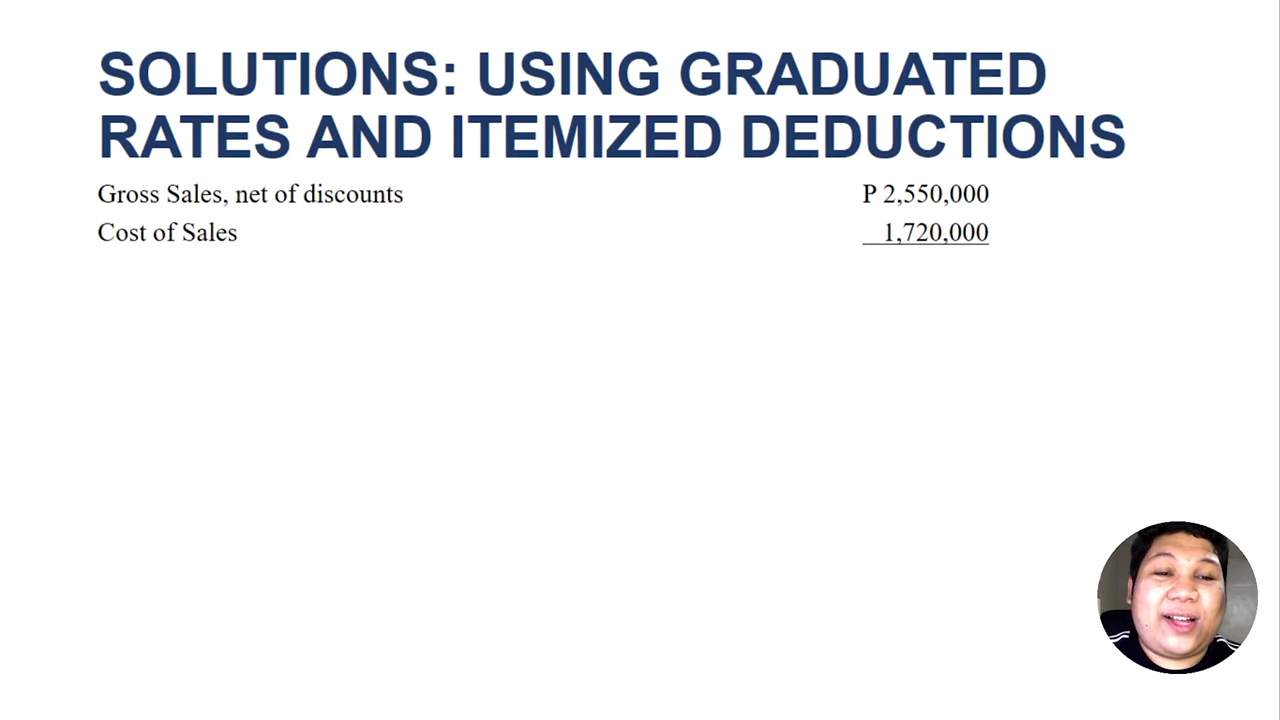 SOLUTIONS: USING GRADUATED
RATES AND ITEMIZED DEDUCTIONS
Gross Sales, net of discounts P 2,550,000
Cost of Sales 1,720,000